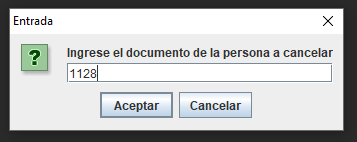 Entrada
Ingrese el documento de la persona a cancelar
1128
Aceptar Cancelar